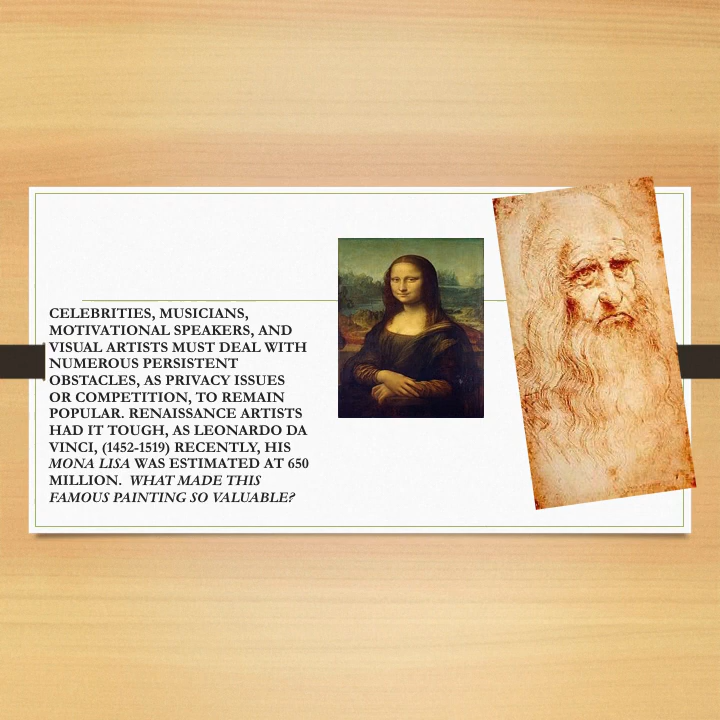 CELEBRITIES, MUSICIANS,
MOTIVATIONAL SPEAKERS, AND
VISUAL ARTISTS MUST DEAL WITH
NUMEROUS PERSISTENT
OBSTACLES, AS PRIVACY ISSUES
OR COMPETITION, TO REMAIN
POPULAR. RENAISSANCE ARTISTS
HAD IT TOUGH, AS LEONARDO DA
VINCI, (1452-1519) RECENTLY, HIS
MONA LISA WAS ESTIMATED AT 650
MILLION. WHAT MADE THIS
FAMOUS PAINTING SO VALUABLE?